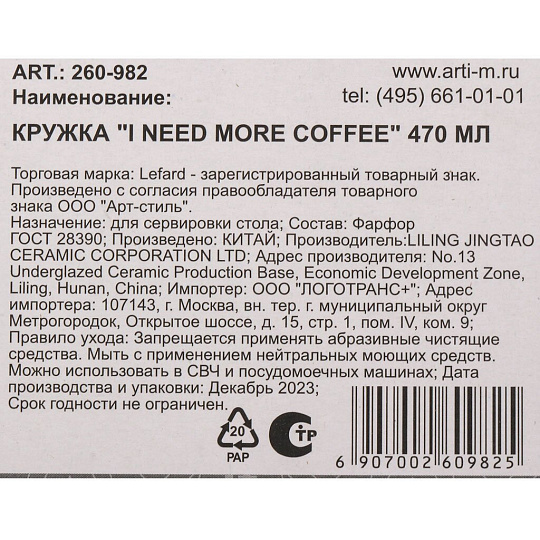 ART.: 260-982 www.arti-m.ru
Наименование: tel: (495) 661-01-01
КРУЖКА "I NEED MORE COFFEE" 470 МЛ
Торговая марка: Lefard - зарегистрированный товарный знак.
Произведено с согласия правообладателя товарного
знака ООО "Арт-стиль".
Назначение: для сервировки стола; Состав: Фарфор
ГОСТ 28390; Произведено: КИТАЙ; Производитель:LILING JINGTAO
CERAMIC CORPORATION LTD; Адрес производителя: No.13
Underglazed Ceramic Production Base, Economic Development Zone,
Liling, Hunan, China; Импортер: ООО "ЛОГОТРАНС+"; Адрес
импортера: 107143, г. Москва, вн. тер. г. муниципальный округ
Метрогородок, Открытое шоссе, д. 15, стр. 1, пом. IV, ком. 9;
Правило ухода: Запрещается применять абразивные чистящие
средства. Мыть с применением нейтральных моющих средств.
Можно использовать в СВЧ и посудомоечных машинах; Дата
производства и упаковки: Декабрь 2023;
Срок годности не ограничен.
20
PAP
СТР
6 907002 609825